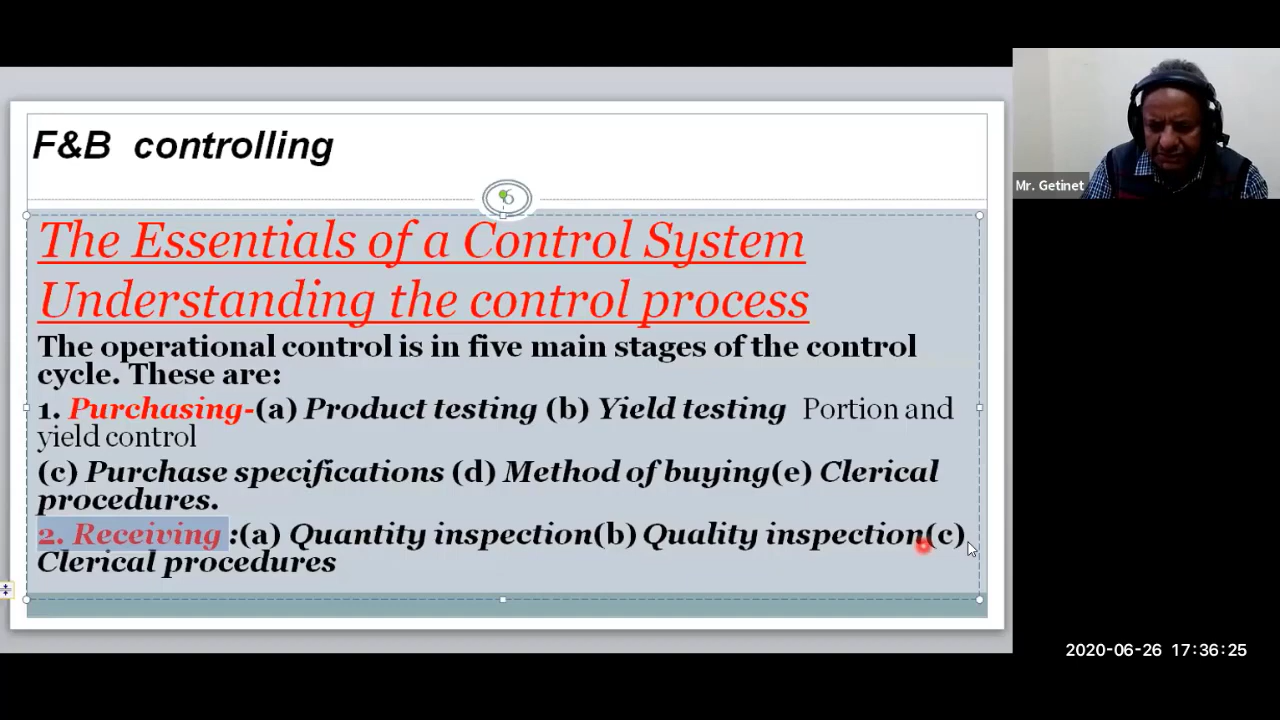 F&B controlling
6
Mr. Getinet
The Essentials of a Control System
Understanding the control process
The operational control is in five main stages of the control
cycle. These are:
1. Purchasing-(a) Product testing (b) Yield testing Portion and
yield control
(c) Purchase specifications (d) Method of buying(e) Clerical
procedures.
2. Receiving :(a) Quantity inspection(b) Quality inspection(c)
Clerical procedures
2020-06-26 17:36:25